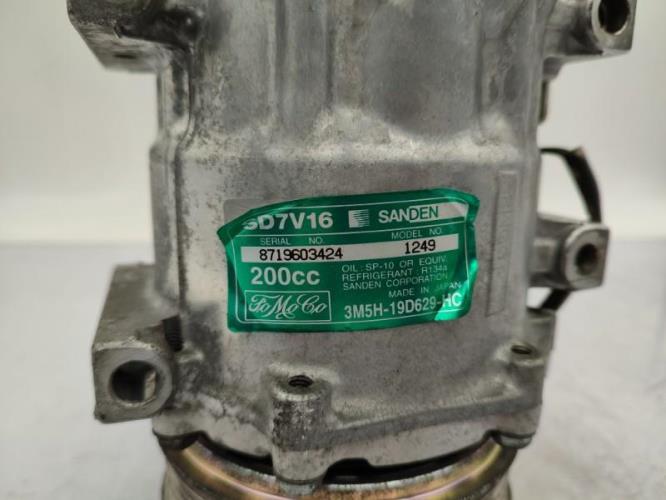 SD7V16 SANDEN
SERIAL NO. MODEL NO.
8719603424 1249
200cc OIL : SP-10 OR EQUIV.
REFRIGERANT : R134a
SANDEN CORPORATION
MADE IN JAPAN
FoMoCo 3M5H-19D629-HC